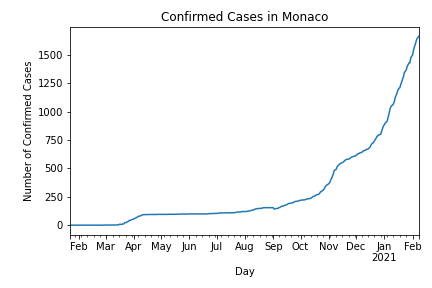 Confirmed Cases in Monaco
Number of Confirmed Cases
1500
1250
1000
750
500
250
0
Feb Mar Apr May Jun Jul Aug Sep Oct Nov Dec Jan Feb
2021
Day